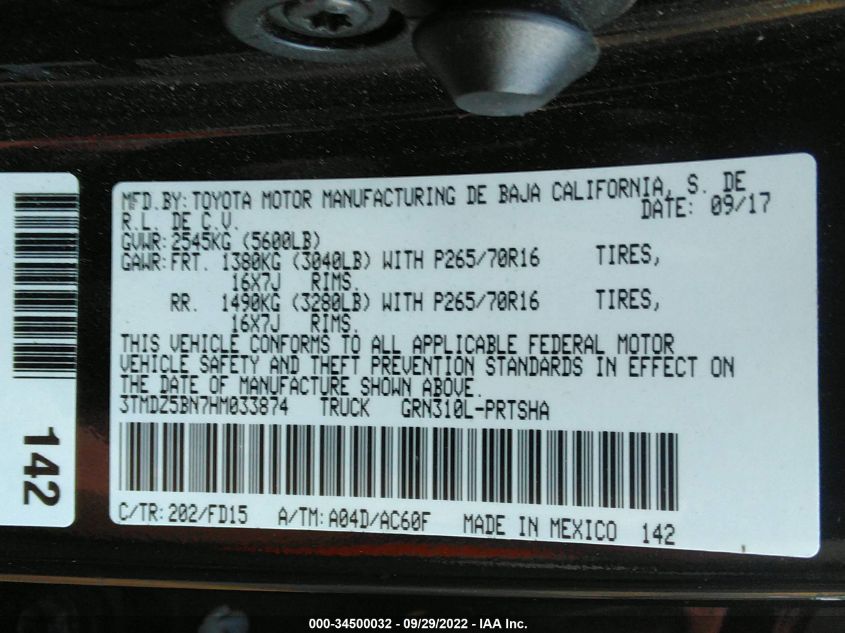 MFD.BY:TOYOTA MOTOR MANUFACTURING DE BAJA CALIFORNIA, S. DE
R.L. DE C.V. DATE: 09/17
GVWR:2545KG (5600LB)
GAWR:FRT. 1380KG (3040LB) WITH P265/70R16 TIRES,
16X7J RIMS.
RR. 1490KG (3280LB) WITH P265/70R16 TIRES,
16X7J RIMS.
THIS VEHICLE CONFORMS TO ALL APPLICABLE FEDERAL MOTOR
VEHICLE SAFETY AND THEFT PREVENTION STANDARDS IN EFFECT ON
THE DATE OF MANUFACTURE SHOWN ABOVE.
3TMDZ5BN7HM033874 TRUCK GRN310L-PRTSHA
C/TR:202/FD15 A/TM:A04D/AC60F MADE IN MEXICO 142
142
000-34500032 - 09/29/2022 - IAA Inc.